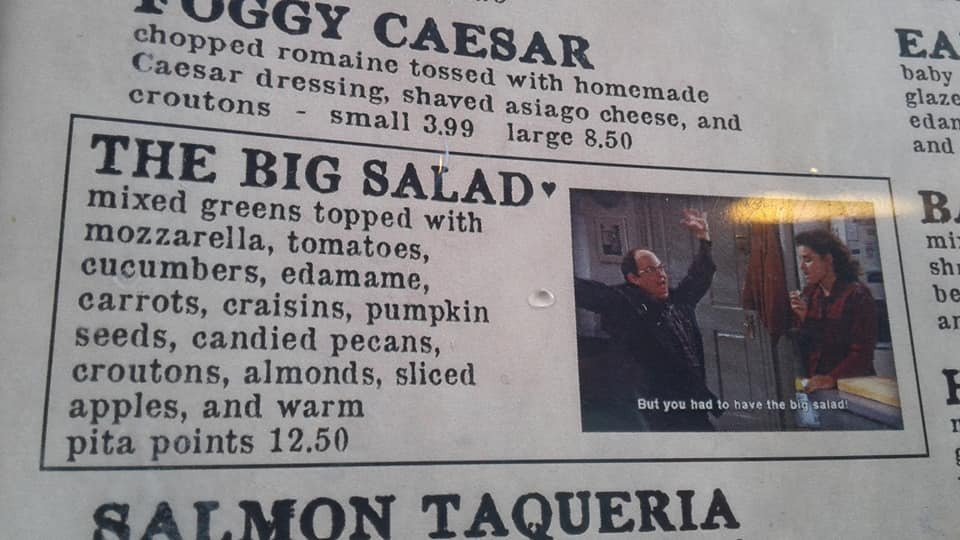 FOGGY CAESAR
chopped romaine tossed with homemade
Caesar dressing, shaved asiago cheese, and
croutons - small 3.99 large 8.50
THE BIG SALAD♥
mixed greens topped with
mozzarella, tomatoes,
cucumbers, edamame,
carrots, craisins, pumpkin
seeds, candied pecans,
croutons, almonds, sliced
apples, and warm
pita points 12.50
But you had to have the big salad!
SALMON TAQUERIA
baby
and